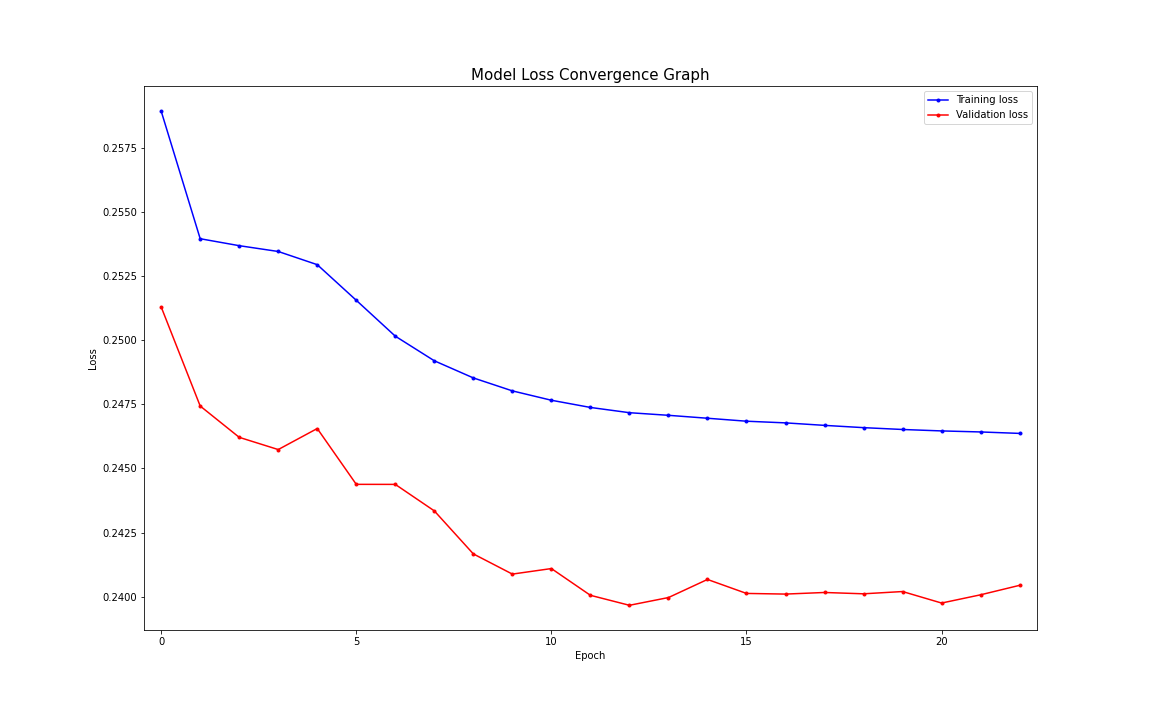 Model Loss Convergence Graph
Training loss
Validation loss
0.2575
0.2550
0.2525
0.2500
0.2475
0.2450
0.2425
0.2400
Loss
0 5 10 15 20
Epoch